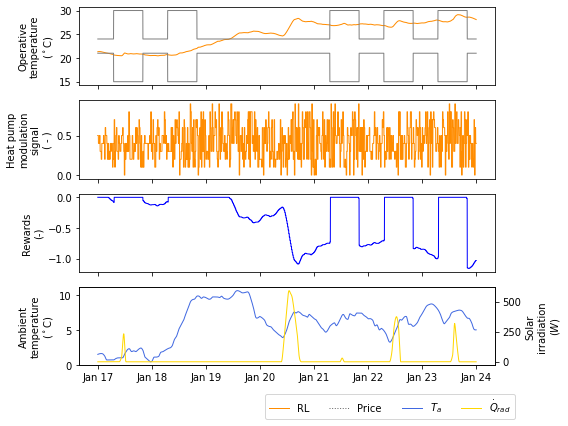 Operative
temperature
(°C)
30
25
20
15
Heat pump
modulation
signal
( - )
0.5
0.0
Rewards
(-)
0.0
−0.5
−1.0
Ambient
temperature
(°C)
10
5
0
Solar
irradiation
(W)
500
250
0
Jan 17 Jan 18 Jan 19 Jan 20 Jan 21 Jan 22 Jan 23 Jan 24
RL Price Tₐ Q̇rad